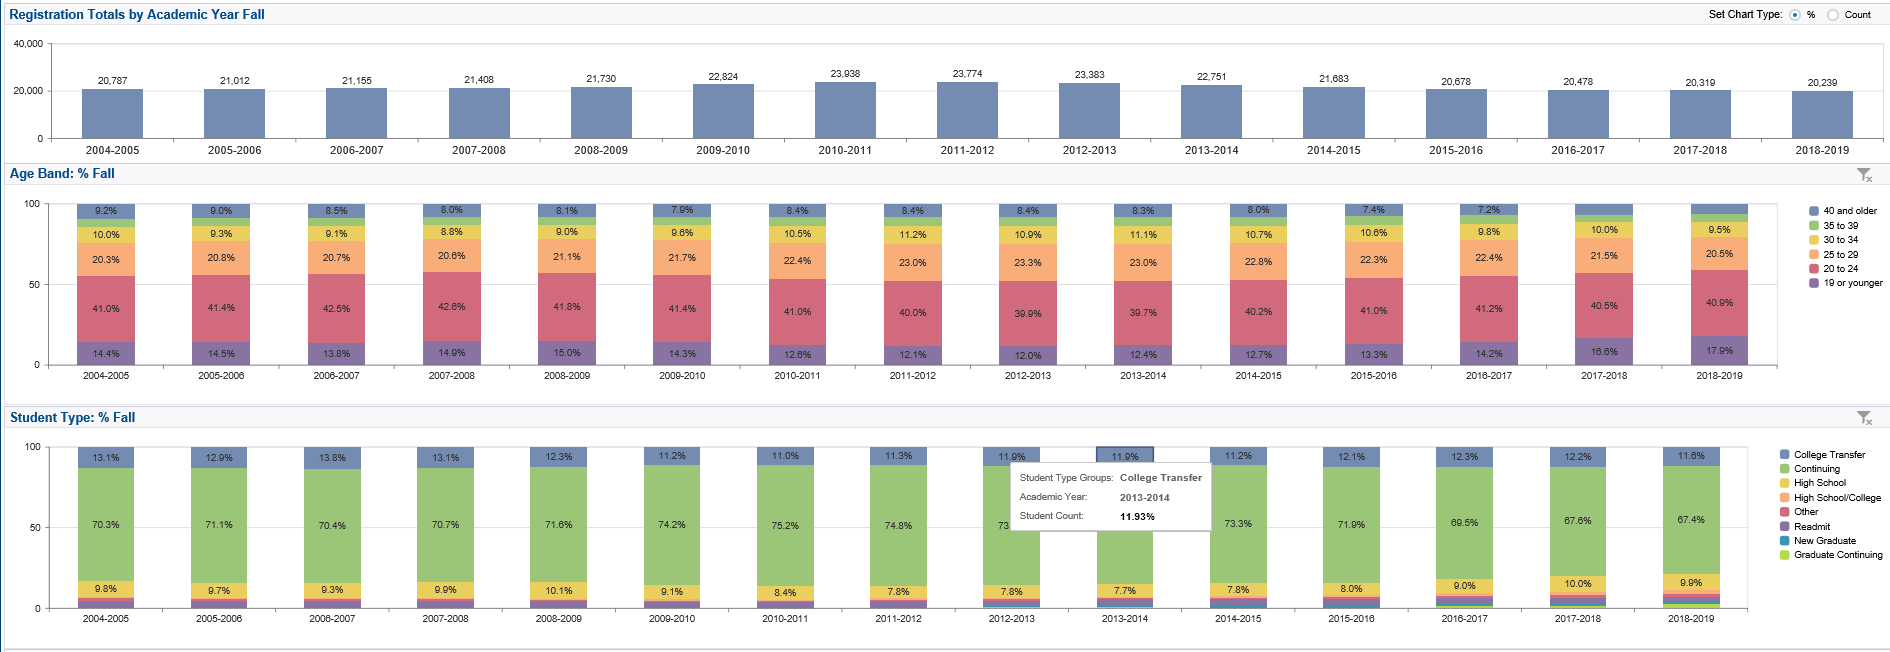 Registration Totals by Academic Year Fall
Set Chart Type: % Count
40,000
20,000
0
20,787 21,012 21,155 21,408 21,730 22,824 23,938 23,774 23,383 22,751 21,683 20,678 20,478 20,319 20,239
2004-2005 2005-2006 2006-2007 2007-2008 2008-2009 2009-2010 2010-2011 2011-2012 2012-2013 2013-2014 2014-2015 2015-2016 2016-2017 2017-2018 2018-2019
Age Band: % Fall
100
50
0
9.2% 9.0% 8.5% 8.0% 8.1% 7.9% 8.4% 8.4% 8.4% 8.3% 8.0% 7.4% 7.2%
10.0% 9.3% 9.1% 8.8% 9.0% 9.6% 10.5% 11.2% 10.9% 11.1% 10.7% 10.6% 9.8% 10.0% 9.5%
20.3% 20.8% 20.7% 20.6% 21.1% 21.7% 22.4% 23.0% 23.3% 23.0% 22.8% 22.3% 22.4% 21.5% 20.5%
41.0% 41.4% 42.5% 42.6% 41.8% 41.4% 41.0% 40.0% 39.9% 39.7% 40.2% 41.0% 41.2% 40.5% 40.9%
14.4% 14.5% 13.8% 14.9% 15.0% 14.3% 12.6% 12.1% 12.0% 12.4% 12.7% 13.3% 14.2% 16.6% 17.9%
2004-2005 2005-2006 2006-2007 2007-2008 2008-2009 2009-2010 2010-2011 2011-2012 2012-2013 2013-2014 2014-2015 2015-2016 2016-2017 2017-2018 2018-2019
40 and older
35 to 39
30 to 34
25 to 29
20 to 24
19 or younger
Student Type: % Fall
100
50
0
13.1% 12.9% 13.8% 13.1% 12.3% 11.2% 11.0% 11.3% 11.9% 11.9% 11.2% 12.1% 12.3% 12.2% 11.6%
70.3% 71.1% 70.4% 70.7% 71.6% 74.2% 75.2% 74.8% 73 73.3% 71.9% 69.5% 67.6% 67.4%
9.8% 9.7% 9.3% 9.9% 10.1% 9.1% 8.4% 7.8% 7.8% 7.7% 7.8% 8.0% 9.0% 10.0% 9.9%
2004-2005 2005-2006 2006-2007 2007-2008 2008-2009 2009-2010 2010-2011 2011-2012 2012-2013 2013-2014 2014-2015 2015-2016 2016-2017 2017-2018 2018-2019
Student Type Groups: College Transfer
Academic Year: 2013-2014
Student Count: 11.93%
College Transfer
Continuing
High School
High School/College
Other
Readmit
New Graduate
Graduate Continuing